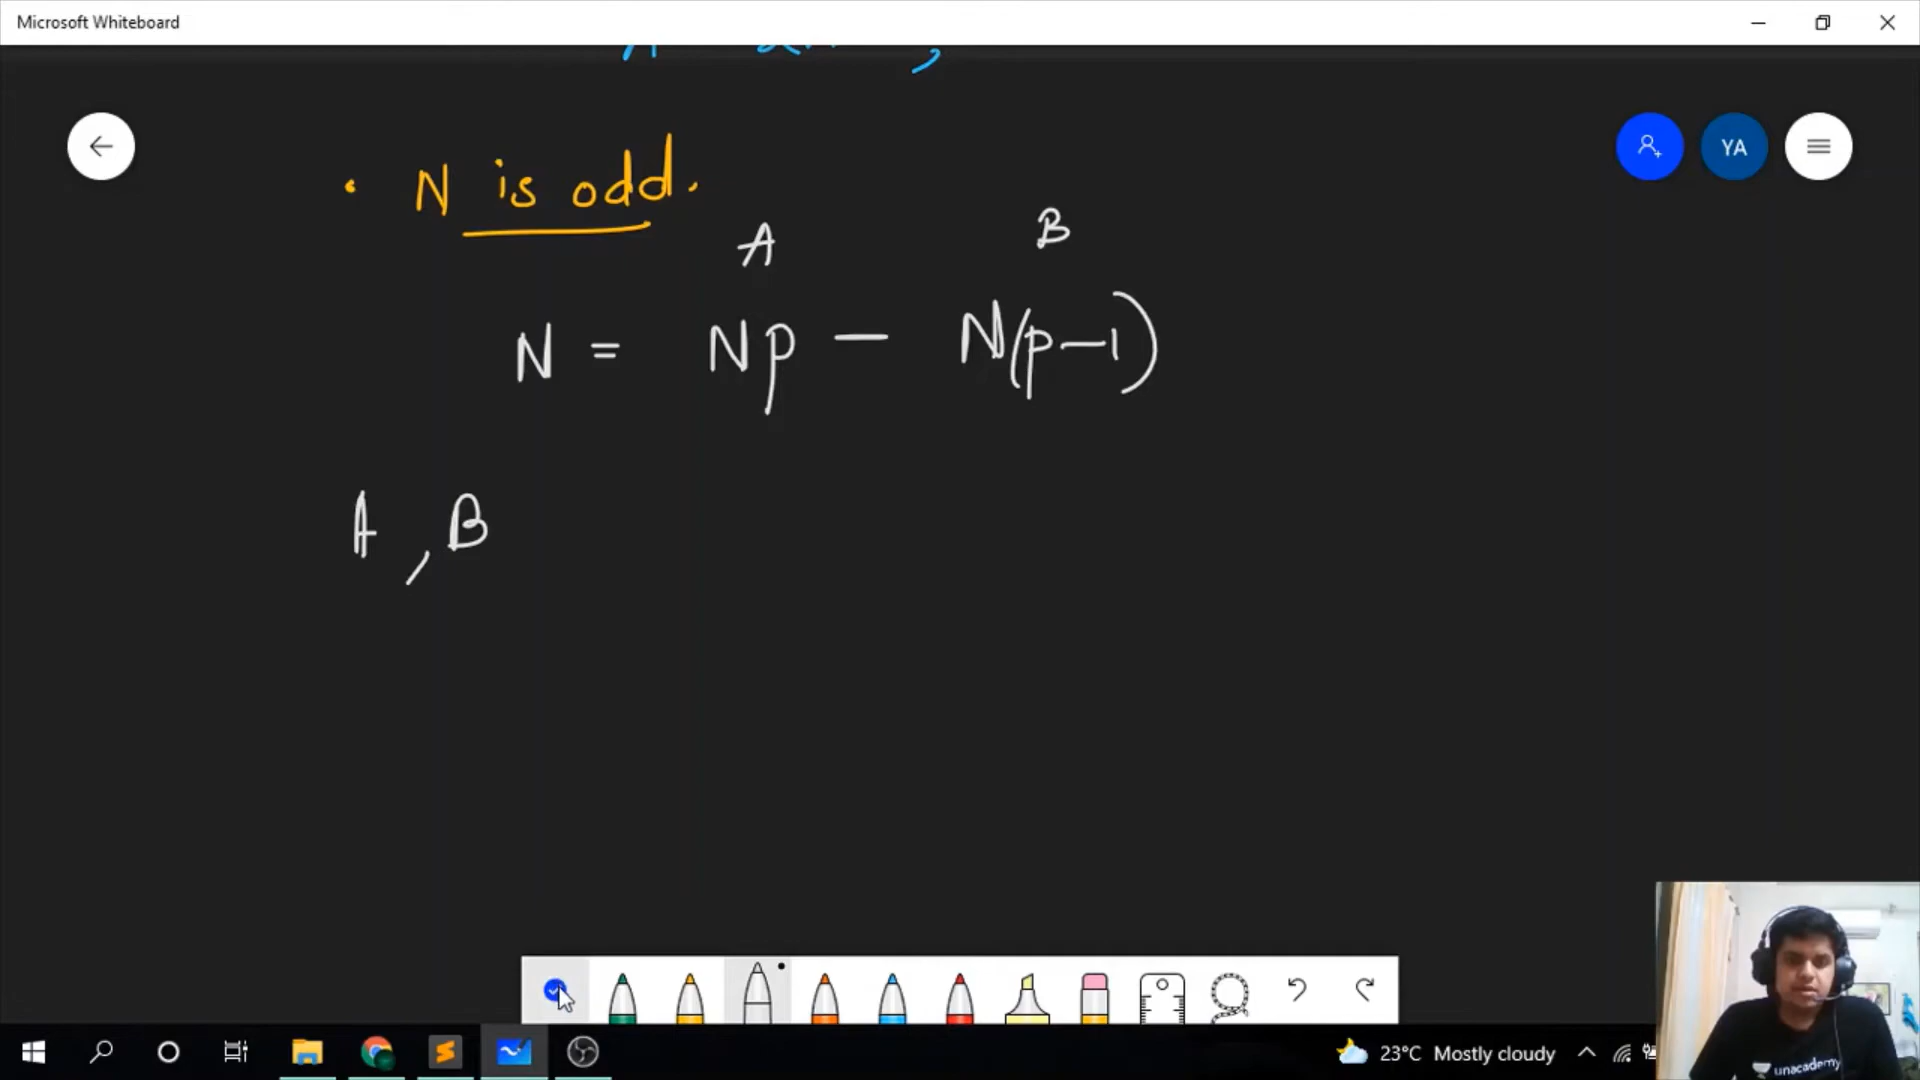 Microsoft Whiteboard
• N is odd.
YA
A B
N = Np - N(p-1)
A , B
23°C Mostly cloudy
unacademy